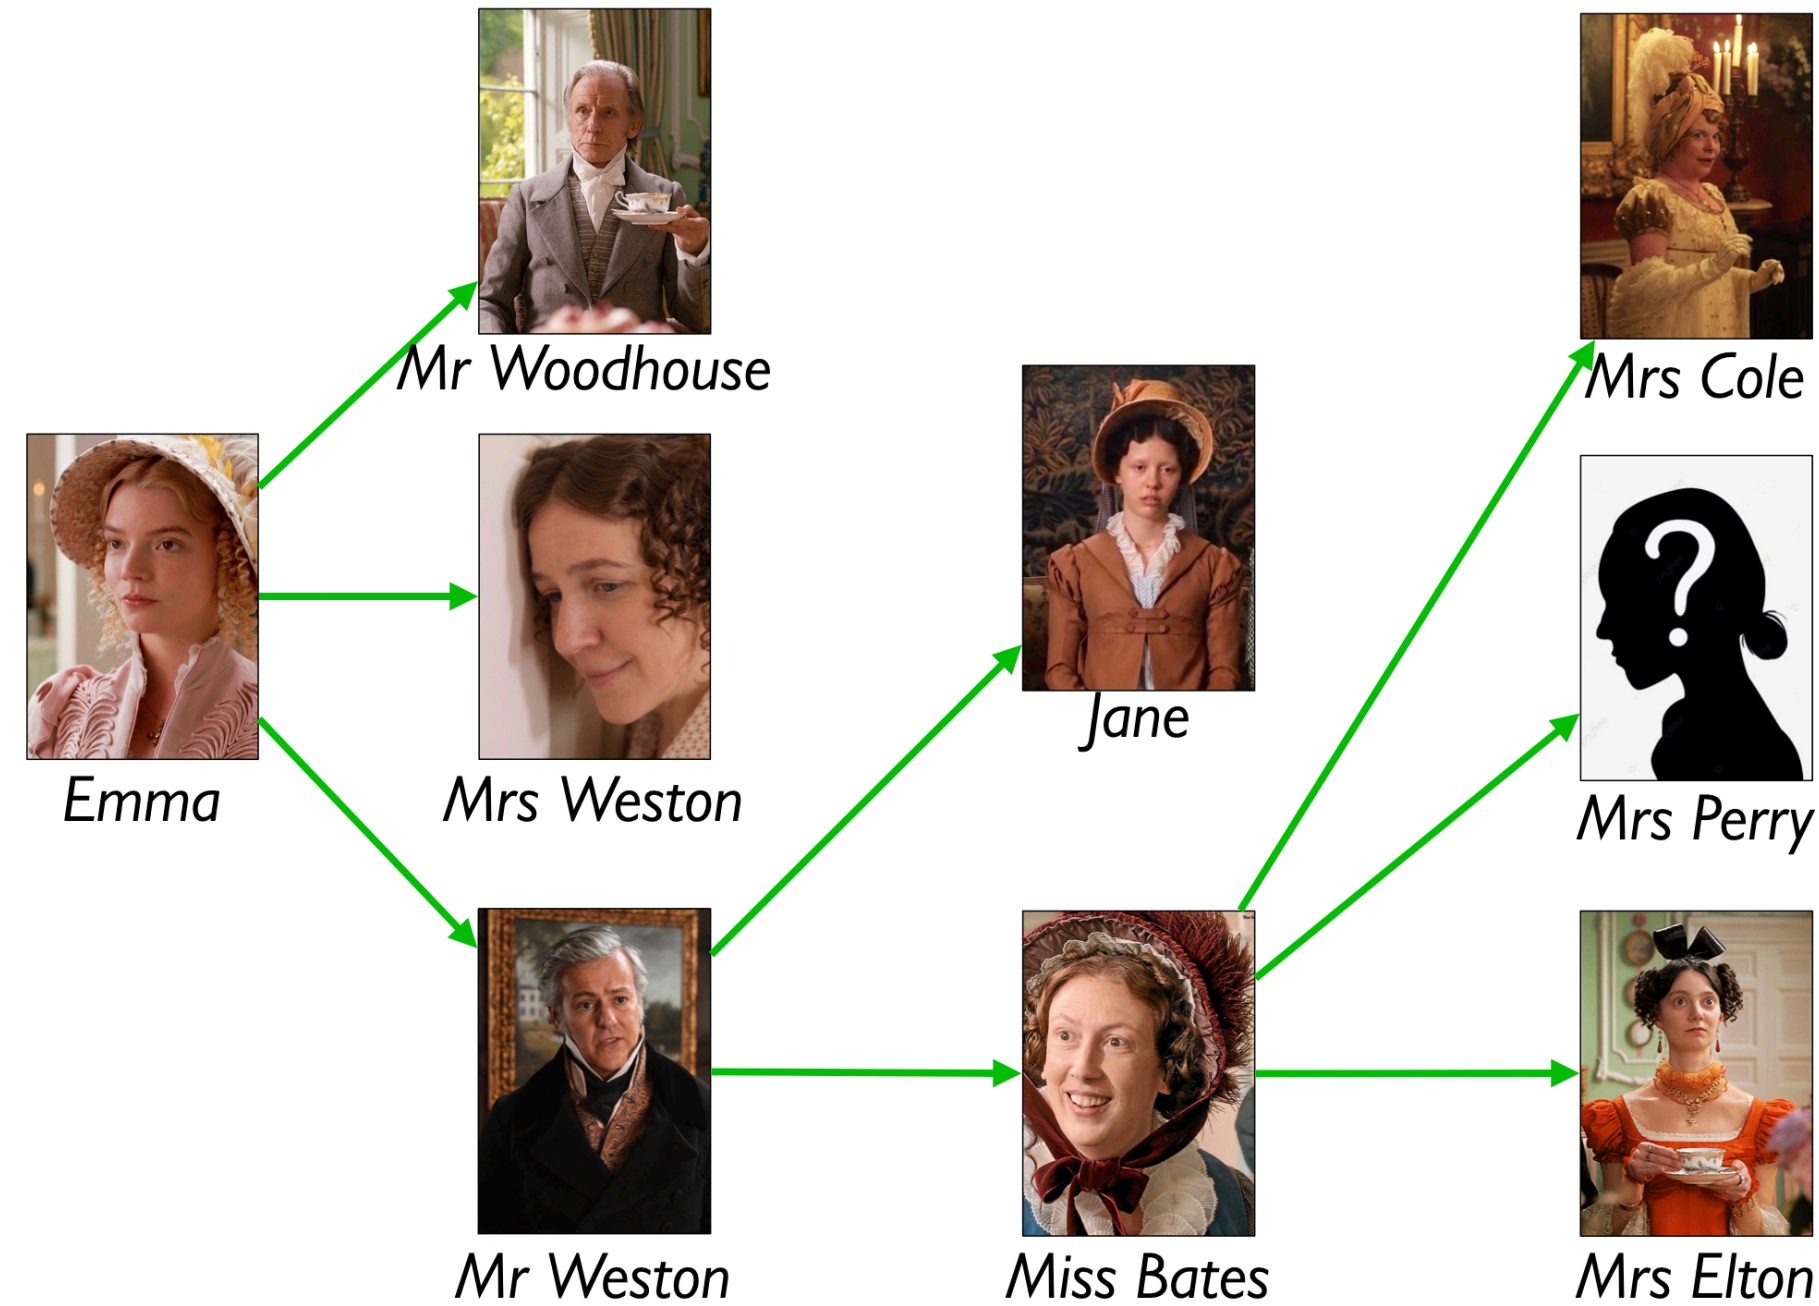 Mr Woodhouse
Mrs Cole
Jane
Emma
Mrs Weston
Mrs Perry
Mr Weston
Miss Bates
Mrs Elton
?